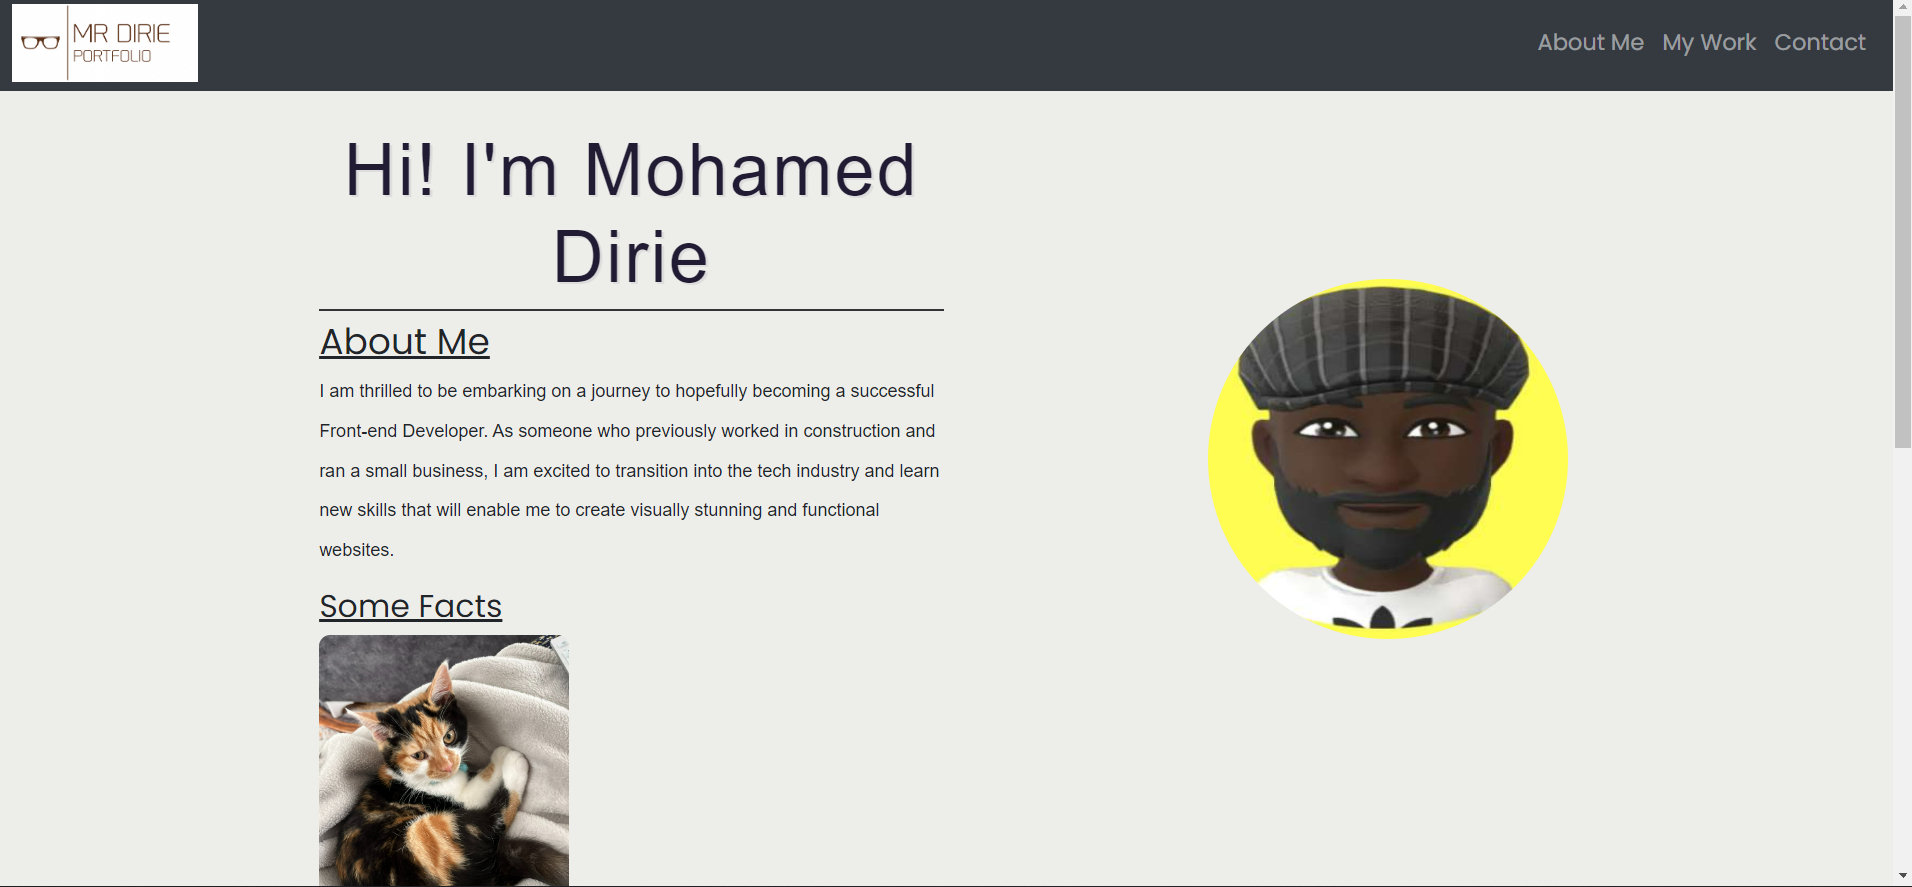 MR DIRIE
PORTFOLIO
About Me My Work Contact
Hi! I'm Mohamed
Dirie
About Me
I am thrilled to be embarking on a journey to hopefully becoming a successful
Front-end Developer. As someone who previously worked in construction and
ran a small business, I am excited to transition into the tech industry and learn
new skills that will enable me to create visually stunning and functional
websites.
Some Facts